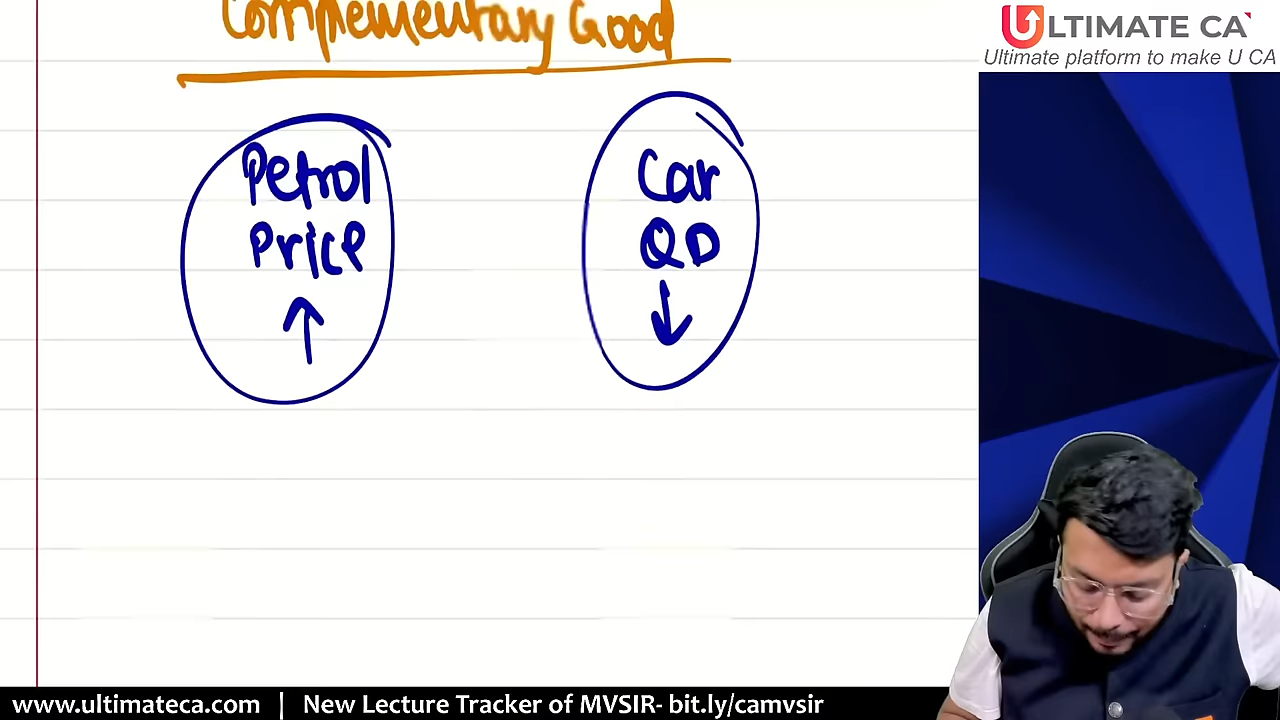 Complementary Good
Petrol
Price
↑
Car
QD
↓
ULTIMATE CA
Ultimate platform to make U CA
www.ultimateca.com | New Lecture Tracker of MVSIR- bit.ly/camvsir